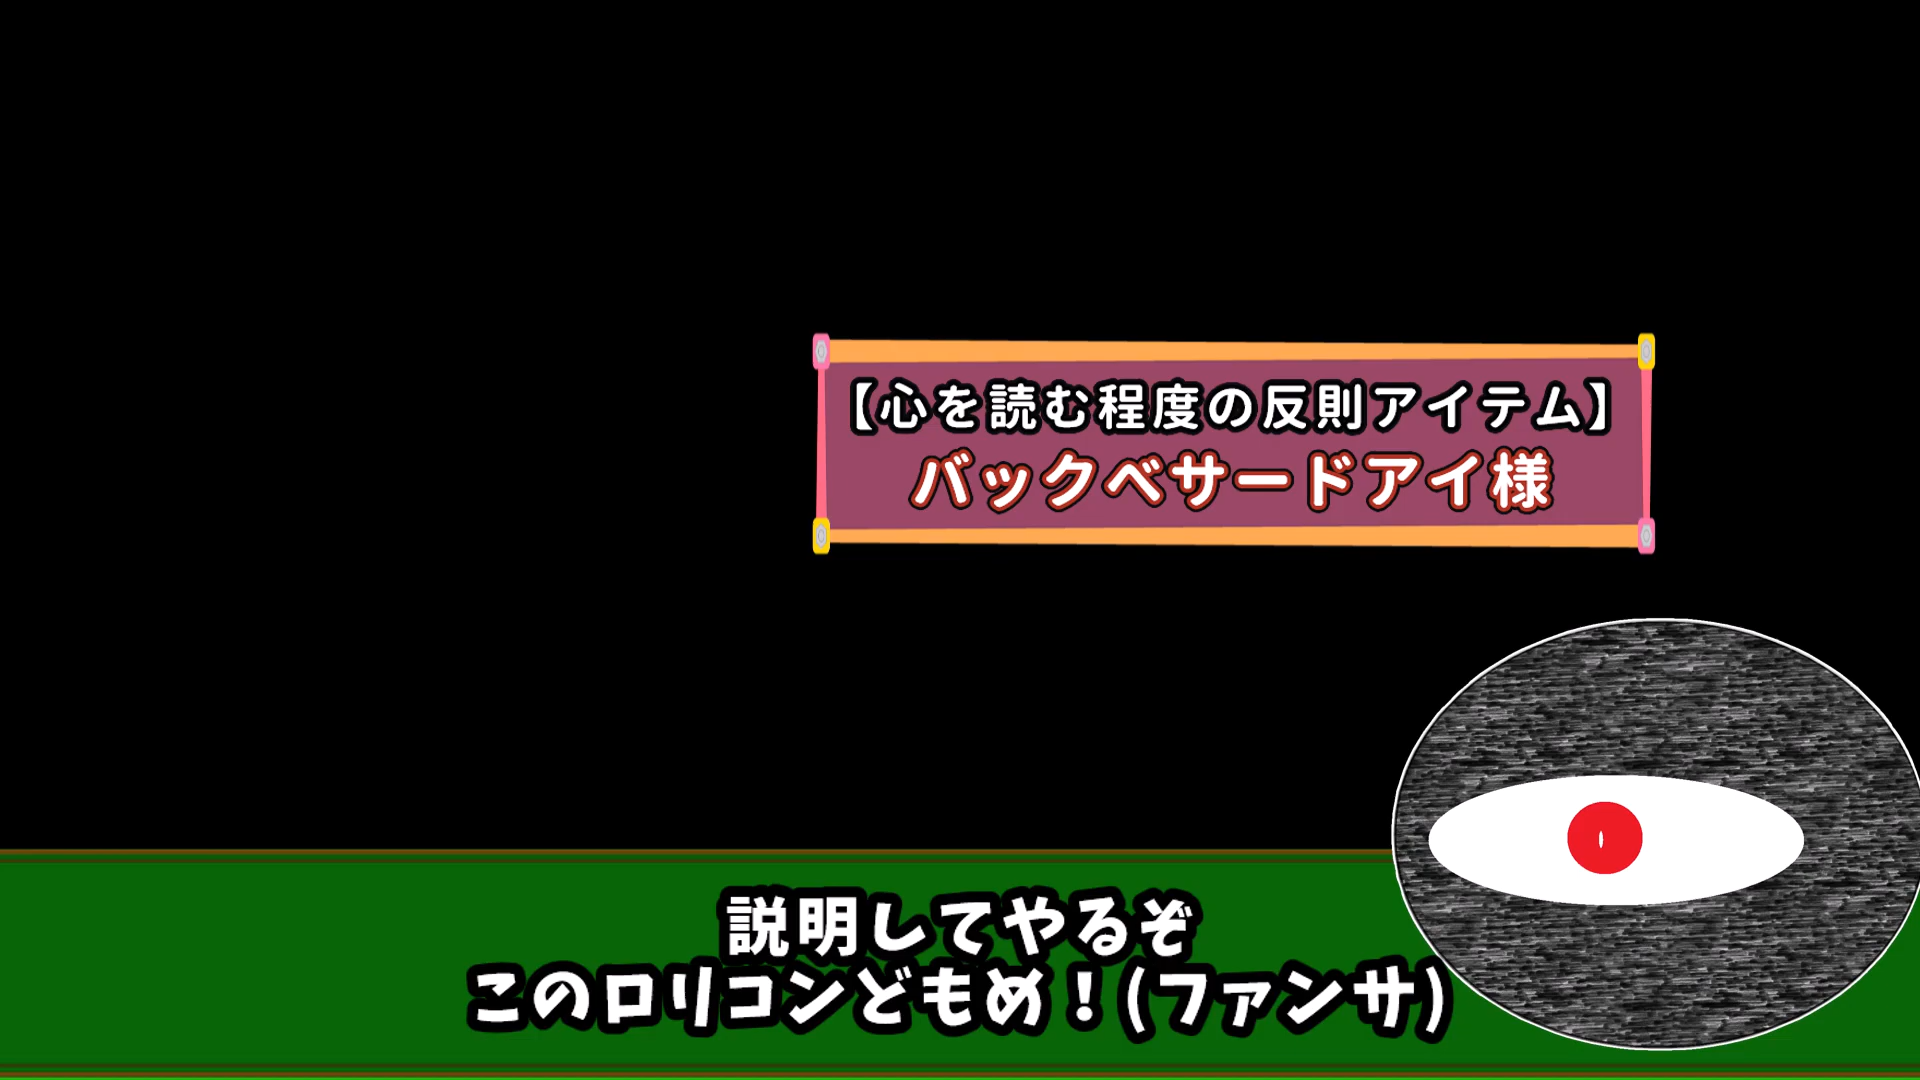 【心を読む程度の反則アイテム】
バックベサードアイ様
説明してやるぞ
このロリコンどもめ！(ファンサ)